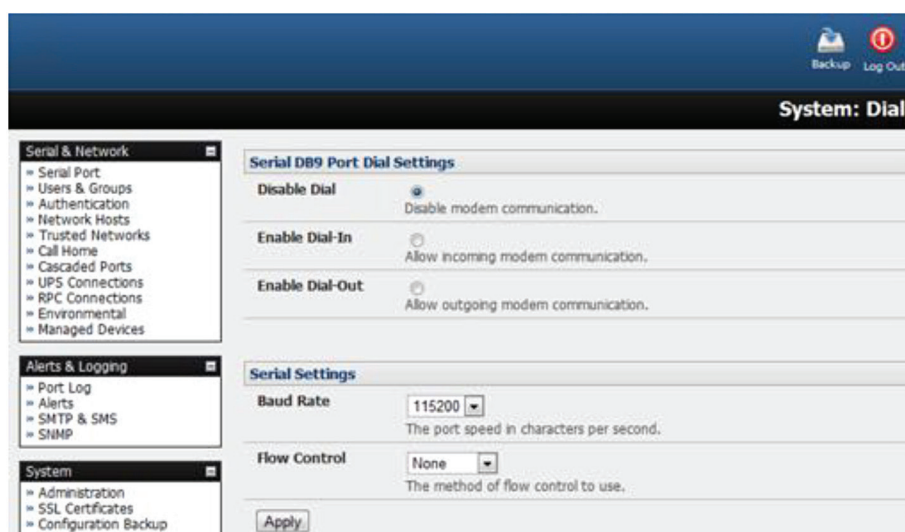 Backup
Log Out
System: Dial
Serial & Network
» Serial Port
» Users & Groups
» Authentication
» Network Hosts
» Trusted Networks
» Call Home
» Cascaded Ports
» UPS Connections
» RPC Connections
» Environmental
» Managed Devices
Alerts & Logging
» Port Log
» Alerts
» SMTP & SMS
» SNMP
System
» Administration
» SSL Certificates
» Configuration Backup
Serial DB9 Port Dial Settings
Disable Dial
Disable modem communication.
Enable Dial-In
Allow incoming modem communication.
Enable Dial-Out
Allow outgoing modem communication.
Serial Settings
Baud Rate
115200
The port speed in characters per second.
Flow Control
None
The method of flow control to use.
Apply